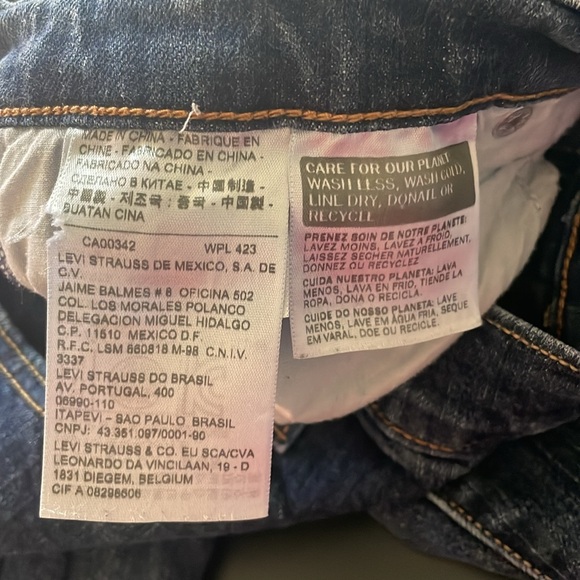 MADE IN CHINA - FABRIQUE EN
CHINE - FABRICADO EN CHINA -
FABRICADO NA CHINA -
СДЕЛАНО В КИТАЕ - 中國制造 -
中國製 - 제조국 : 중국 - 中国製 -
BUATAN CINA
CA00342 WPL 423
LEVI STRAUSS DE MEXICO, S.A. DE
C.V.
JAIME BALMES # 8 OFICINA 502
COL. LOS MORALES POLANCO
DELEGACION MIGUEL HIDALGO
C.P. 11510 MEXICO D.F.
R.F.C. LSM 860818 M-98 C.N.I.V.
3337
LEVI STRAUSS DO BRASIL
AV. PORTUGAL, 400
06990-110
ITAPEVI - SAO PAULO BRASIL
CNPJ: 43.351.097/0001-90
LEVI STRAUSS & CO. EU SCA/CVA
LEONARDO DA VINCILAAN, 19 - D
1831 DIEGEM, BELGIUM
CIF A 08298606
CARE FOR OUR PLANET
WASH LESS, WASH COLD,
LINE DRY, DONATE OR
RECYCLE
PRENEZ SOIN DE NOTRE PLANETE:
LAVEZ MOINS, LAVEZ A FROID,
LAISSEZ SECHER NATURELLEMENT,
DONNEZ OU RECYCLEZ
CUIDA NUESTRO PLANETA: LAVA
MENOS, LAVA EN FRIO, TIENDE LA
ROPA, DONA O RECICLA.
CUIDE DO NOSSO PLANETA: LAVE
MENOS, LAVE EM ÁGUA FRIA, SEQUE
EM VARAL, DOE OU RECICLE.